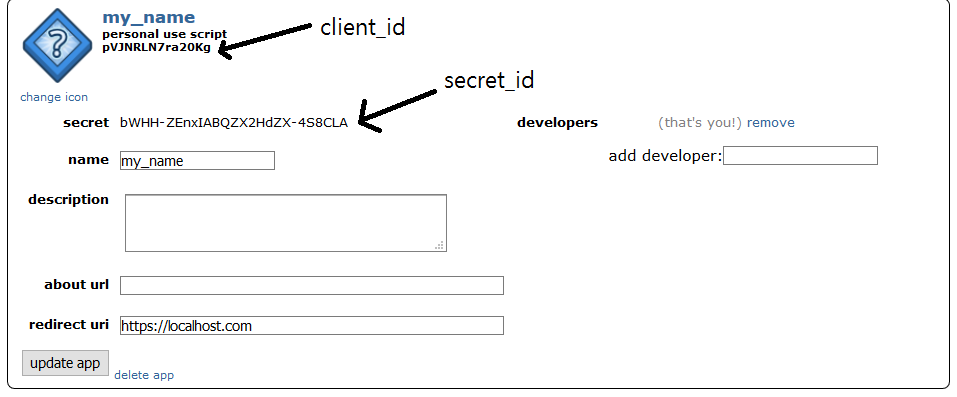 my_name
personal use script
pVJNRLN7ra20Kg
client_id
change icon
secret_id
secret bWHH-ZEnxIABQZX2HdZX-4S8CLA developers (that's you!) remove
name my_name add developer:
description
about url
redirect uri https://localhost.com
update app delete app